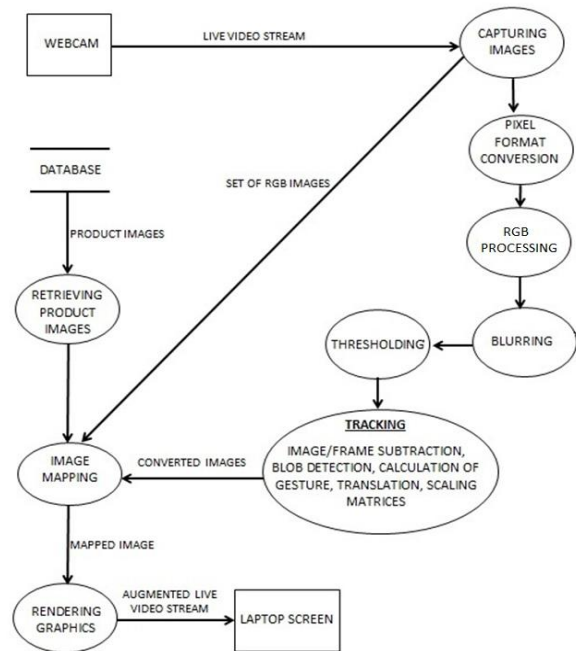 WEBCAM
LIVE VIDEO STREAM
CAPTURING
IMAGES
PIXEL
FORMAT
CONVERSION
DATABASE
SET OF RGB IMAGES
PRODUCT IMAGES
RGB
PROCESSING
RETRIEVING
PRODUCT
IMAGES
THRESHOLDING
BLURRING
TRACKING
IMAGE/FRAME SUBTRACTION,
BLOB DETECTION, CALCULATION OF
GESTURE, TRANSLATION, SCALING
MATRICES
IMAGE
MAPPING
CONVERTED IMAGES
MAPPED IMAGE
RENDERING
GRAPHICS
AUGMENTED LIVE
VIDEO STREAM
LAPTOP SCREEN